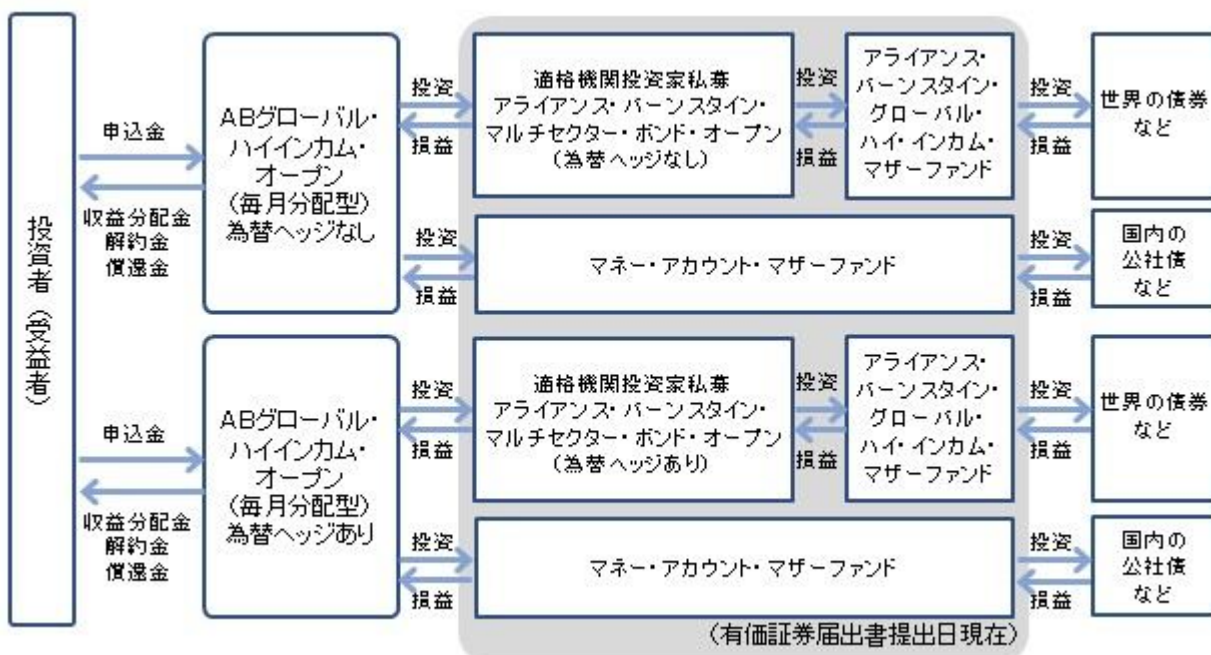 投資者（受益者）
申込金
収益分配金
解約金
償還金
ABグローバル・
ハイインカム・
オープン
（毎月分配型）
為替ヘッジなし
投資
損益
適格機関投資家私募
アライアンス・バーンスタイン・
マルチセクター・ボンド・オープン
（為替ヘッジなし）
投資
損益
アライアンス・
バーンスタイン・
グローバル・
ハイ・インカム・
マザーファンド
投資
損益
世界の債券
など
投資
損益
マネー・アカウント・マザーファンド
投資
損益
国内の
公社債
など
申込金
収益分配金
解約金
償還金
ABグローバル・
ハイインカム・
オープン
（毎月分配型）
為替ヘッジあり
投資
損益
適格機関投資家私募
アライアンス・バーンスタイン・
マルチセクター・ボンド・オープン
（為替ヘッジあり）
投資
損益
アライアンス・
バーンスタイン・
グローバル・
ハイ・インカム・
マザーファンド
投資
損益
世界の債券
など
投資
損益
マネー・アカウント・マザーファンド
投資
損益
国内の
公社債
など
（有価証券届出書提出日現在）